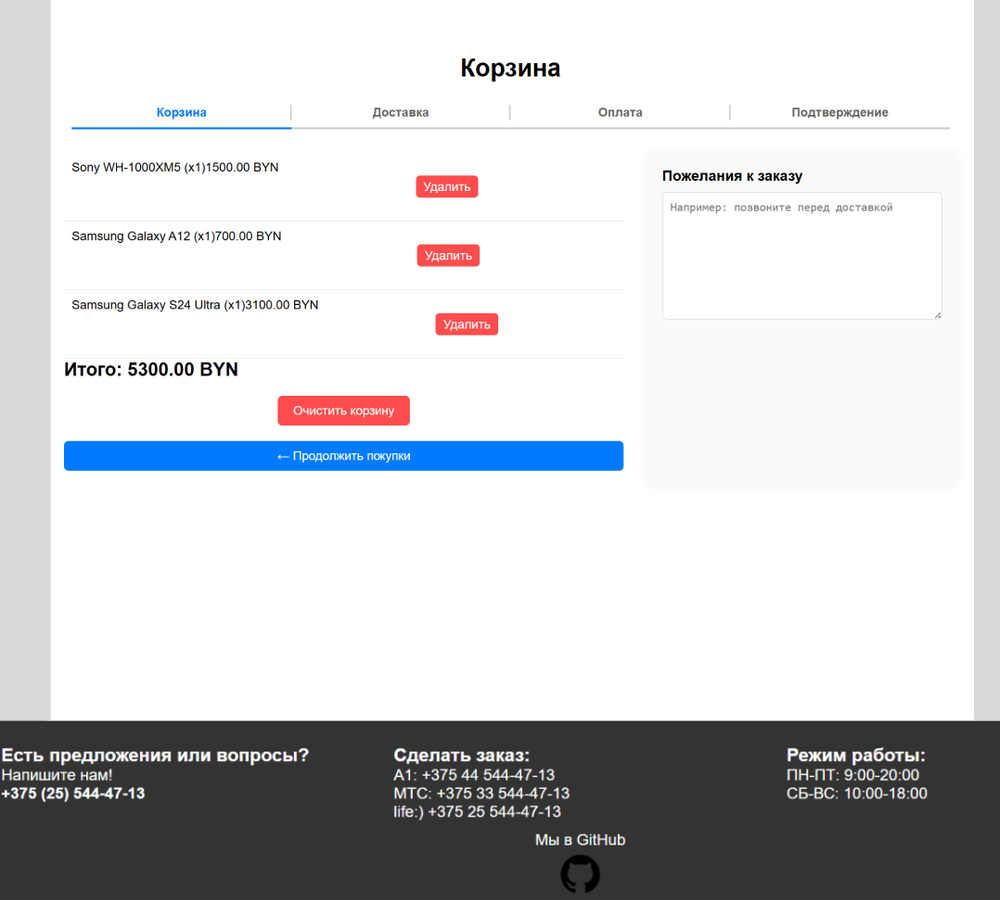 Корзина
Корзина
Доставка
Оплата
Подтверждение
Sony WH-1000XM5 (x1)1500.00 BYN
Удалить
Samsung Galaxy A12 (x1)700.00 BYN
Удалить
Samsung Galaxy S24 Ultra (x1)3100.00 BYN
Удалить
Итого: 5300.00 BYN
Очистить корзину
← Продолжить покупки
Пожелания к заказу
Например: позвоните перед доставкой
Есть предложения или вопросы?
Напишите нам!
+375 (25) 544-47-13
Сделать заказ:
A1: +375 44 544-47-13
МТС: +375 33 544-47-13
life:) +375 25 544-47-13
Мы в GitHub
Режим работы:
ПН-ПТ: 9:00-20:00
СБ-ВС: 10:00-18:00